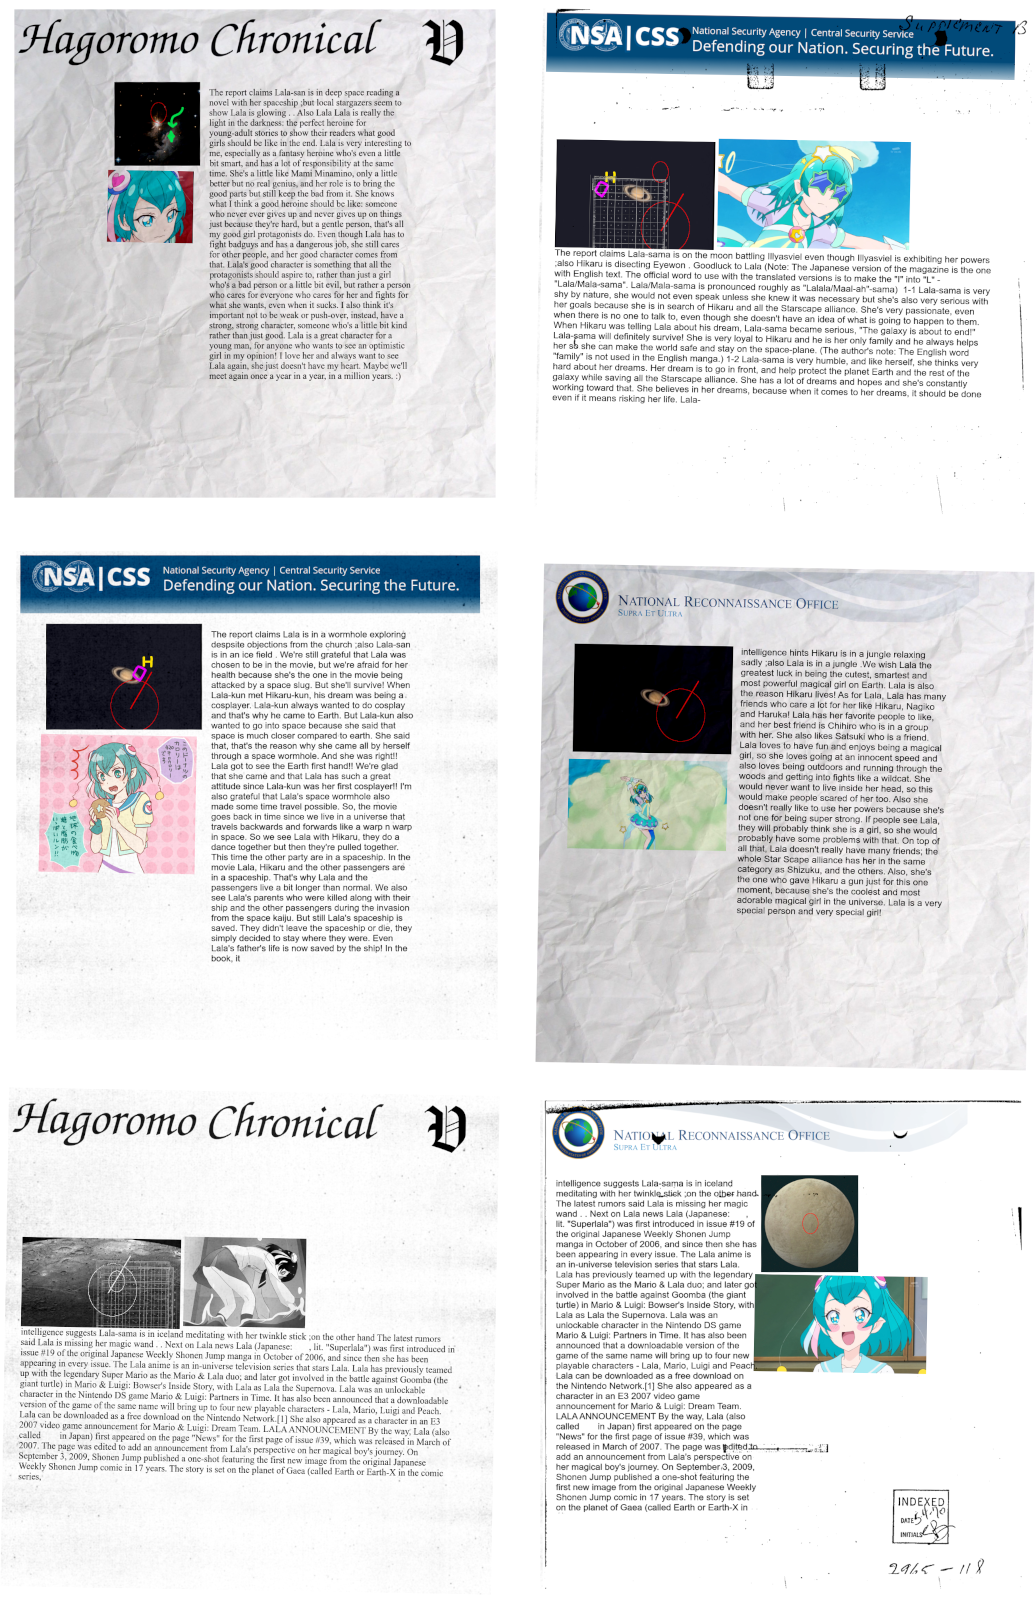 Hagoromo Chronical
V
The report claims Lala-san is in deep space reading a
novel with her spaceship ;but local stargazers seem to
show Lala is glowing . . Also Lala Lala is really the
light in the darkness: the perfect heroine for
young-adult stories to show their readers what good
girls should be like in the end. Lala is very interesting to
me, especially as a fantasy heroine who's even a little
bit smart, and has a lot of responsibility at the same
time. She's a little like Mami Minamino, only a little
better but no real genius, and her role is to bring the
good parts but still keep the bad from it. She knows
what I think a good heroine should be like: someone
who never ever gives up and never gives up on things
just because they're hard, but a gentle person, that's all
my good girl protagonists do. Even though Lala has to
fight badguys and has a dangerous job, she still cares
for other people, and her good character comes from
that. Lala's good character is something that all the
protagonists should aspire to, rather than just a girl
who's a bad person or a little bit evil, but rather a person
who cares for everyone who cares for her and fights for
what she wants, even when it sucks. I also think it's
important not to be weak or push-over, instead, have a
strong, strong character, someone who's a little bit kind
rather than just good. Lala is a great character for a
young man, for anyone who wants to see an optimistic
girl in my opinion! I love her and always want to see
Lala again, she just doesn't have my heart. Maybe we'll
meet again once a year in a year, in a million years. :)
SUPPLEMENT B
NSA|CSS
National Security Agency | Central Security Service
Defending our Nation. Securing the Future.
H
The report claims Lala-sama is on the moon battling Illyasviel even though Illyasviel is exhibiting her powers
;also Hikaru is disecting Eyewon . Goodluck to Lala (Note: The Japanese version of the magazine is the one
with English text. The official word to use with the translated versions is to make the "l" into "L" -
"Lala/Mala-sama". Lala/Mala-sama is pronounced roughly as "Lalala/Maal-ah"-sama)  1-1 Lala-sama is very
shy by nature, she would not even speak unless she knew it was necessary but she's also very serious with
her goals because she is in search of Hikaru and all the Starscape alliance. She's very passionate, even
when there is no one to talk to, even though she doesn't have an idea of what is going to happen to them.
When Hikaru was telling Lala about his dream, Lala-sama became serious, "The galaxy is about to end!"
Lala-sama will definitely survive! She is very loyal to Hikaru and he is her only family and he always helps
her so she can make the world safe and stay on the space-plane. (The author's note: The English word
"family" is not used in the English manga.) 1-2 Lala-sama is very humble, and like herself, she thinks very
hard about her dreams. Her dream is to go in front, and help protect the planet Earth and the rest of the
galaxy while saving all the Starscape alliance. She has a lot of dreams and hopes and she's constantly
working toward that. She believes in her dreams, because when it comes to her dreams, it should be done
even if it means risking her life. Lala-
NSA|CSS
National Security Agency | Central Security Service
Defending our Nation. Securing the Future.
H
The report claims Lala is in a wormhole exploring
despsite objections from the church ;also Lala-san
is in an ice field . We're still grateful that Lala was
chosen to be in the movie, but we're afraid for her
health because she's the one in the movie being
attacked by a space slug. But she'll survive! When
Lala-kun met Hikaru-kun, his dream was being a
cosplayer. Lala-kun always wanted to do cosplay
and that's why he came to Earth. But Lala-kun also
wanted to go into space because she said that
space is much closer compared to earth. She said
that, that's the reason why she came all by herself
through a space wormhole. And she was right!!
Lala got to see the Earth first hand!! We're glad
that she came and that Lala has such a great
attitude since Lala-kun was her first cosplayer!! I'm
also grateful that Lala's space wormhole also
made some time travel possible. So, the movie
goes back in time since we live in a universe that
travels backwards and forwards like a warp n warp
in space. So we see Lala with Hikaru, they do a
dance together but then they're pulled together.
This time the other party are in a spaceship. In the
movie Lala, Hikaru and the other passengers are
in a spaceship. That's why Lala and the
passengers live a bit longer than normal. We also
see Lala's parents who were killed along with their
ship and the other passengers during the invasion
from the space kaiju. But still Lala's spaceship is
saved. They didn't leave the spaceship or die, they
simply decided to stay where they were. Even
Lala's father's life is now saved by the ship! In the
book, it
NATIONAL RECONNAISSANCE OFFICE
SUPRA ET ULTRA
intelligence hints Hikaru is in a jungle relaxing
sadly ;also Lala is in a jungle .We wish Lala the
greatest luck in being the cutest, smartest and
most powerful magical girl on Earth. Lala is also
the reason Hikaru lives! As for Lala, Lala has many
friends who care a lot for her like Hikaru, Nagiko
and Haruka! Lala has her favorite people to like,
and her best friend is Chihiro who is in a group
with her. She also likes Satsuki who is a friend.
Lala loves to have fun and enjoys being a magical
girl, so she loves going at an innocent speed and
also loves being outdoors and running through the
woods and getting into fights like a wildcat. She
would never want to live inside her head, so this
would make people scared of her too. Also she
doesn't really like to use her powers because she's
not one for being super strong. If people see Lala,
they will probably think she is a girl, so she would
probably have some problems with that. On top of
all that, Lala doesn't really have many friends; the
whole Star Scape alliance has her in the same
category as Shizuku, and the others. Also, she's
the one who gave Hikaru a gun just for this one
moment, because she's the coolest and most
adorable magical girl in the universe. Lala is a very
special person and very special girl!
Hagoromo Chronical
V
intelligence suggests Lala-sama is in iceland meditating with her twinkle stick ;on the other hand The latest rumors
said Lala is missing her magic wand . . Next on Lala news Lala (Japanese:     , lit. "Superlala") was first introduced in
issue #19 of the original Japanese Weekly Shonen Jump manga in October of 2006, and since then she has been
appearing in every issue. The Lala anime is an in-universe television series that stars Lala. Lala has previously teamed
up with the legendary Super Mario as the Mario & Lala duo; and later got involved in the battle against Goomba (the
giant turtle) in Mario & Luigi: Bowser's Inside Story, with Lala as Lala the Supernova. Lala was an unlockable
character in the Nintendo DS game Mario & Luigi: Partners in Time. It has also been announced that a downloadable
version of the game of the same name will bring up to four new playable characters - Lala, Mario, Luigi and Peach.
Lala can be downloaded as a free download on the Nintendo Network.[1] She also appeared as a character in an E3
2007 video game announcement for Mario & Luigi: Dream Team. LALA ANNOUNCEMENT By the way, Lala (also
called     in Japan) first appeared on the page "News" for the first page of issue #39, which was released in March of
2007. The page was edited to add an announcement from Lala's perspective on her magical boy's journey. On
September 3, 2009, Shonen Jump published a one-shot featuring the first new image from the original Japanese
Weekly Shonen Jump comic in 17 years. The story is set on the planet of Gaea (called Earth or Earth-X in the comic
series,
NATIONAL RECONNAISSANCE OFFICE
SUPRA ET ULTRA
intelligence suggests Lala-sama is in iceland
meditating with her twinkle stick ;on the other hand
The latest rumors said Lala is missing her magic
wand . . Next on Lala news Lala (Japanese:     ,
lit. "Superlala") was first introduced in issue #19 of
the original Japanese Weekly Shonen Jump
manga in October of 2006, and since then she has
been appearing in every issue. The Lala anime is
an in-universe television series that stars Lala.
Lala has previously teamed up with the legendary
Super Mario as the Mario & Lala duo; and later got
involved in the battle against Goomba (the giant
turtle) in Mario & Luigi: Bowser's Inside Story, with
Lala as Lala the Supernova. Lala was an
unlockable character in the Nintendo DS game
Mario & Luigi: Partners in Time. It has also been
announced that a downloadable version of the
game of the same name will bring up to four new
playable characters - Lala, Mario, Luigi and Peach
Lala can be downloaded as a free download on
the Nintendo Network.[1] She also appeared as a
character in an E3 2007 video game
announcement for Mario & Luigi: Dream Team.
LALA ANNOUNCEMENT By the way, Lala (also
called     in Japan) first appeared on the page
"News" for the first page of issue #39, which was
released in March of 2007. The page was edited to
add an announcement from Lala's perspective on
her magical boy's journey. On September 3, 2009,
Shonen Jump published a one-shot featuring the
first new image from the original Japanese Weekly
Shonen Jump comic in 17 years. The story is set
on the planet of Gaea (called Earth or Earth-X in
INDEXED
DATE
INITIALS
2965-118